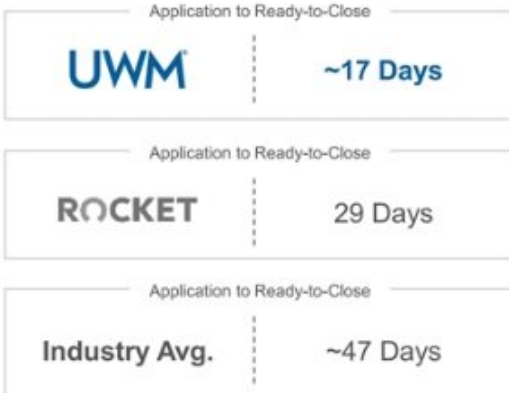 Application to Ready-to-Close
UWM
~17 Days
Application to Ready-to-Close
ROCKET
29 Days
Application to Ready-to-Close
Industry Avg.
~47 Days